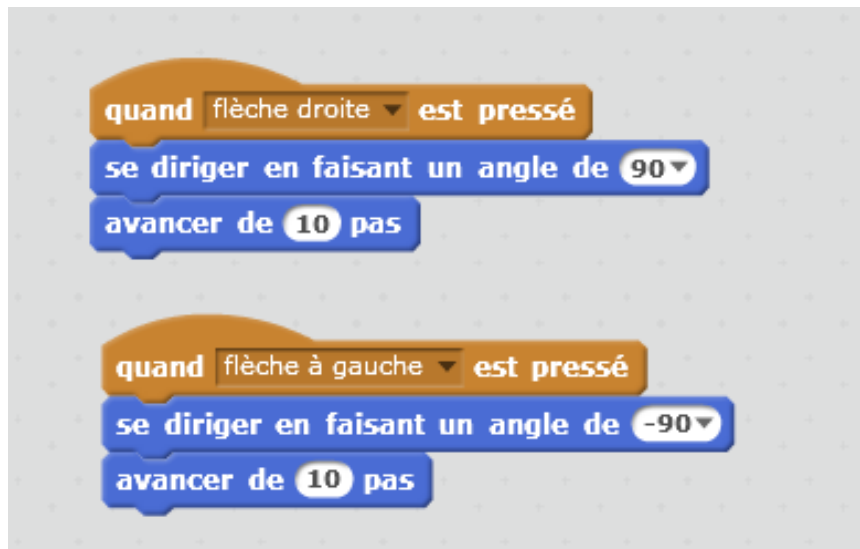 quand flèche droite est pressé
se diriger en faisant un angle de 90
avancer de 10 pas
quand flèche à gauche est pressé
se diriger en faisant un angle de -90
avancer de 10 pas